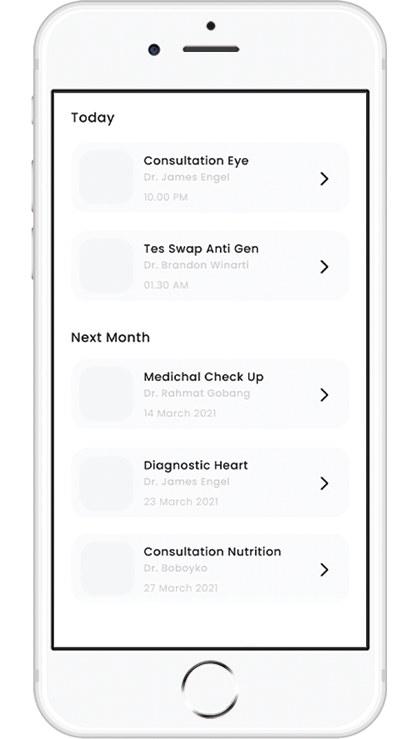 Today
Consultation Eye
Dr. James Engel
10.00 PM
Tes Swap Anti Gen
Dr. Brandon Winarti
01.30 AM
Next Month
Medichal Check Up
Dr. Rahmat Gobang
14 March 2021
Diagnostic Heart
Dr. James Engel
23 March 2021
Consultation Nutrition
Dr. Boboyko
27 March 2021